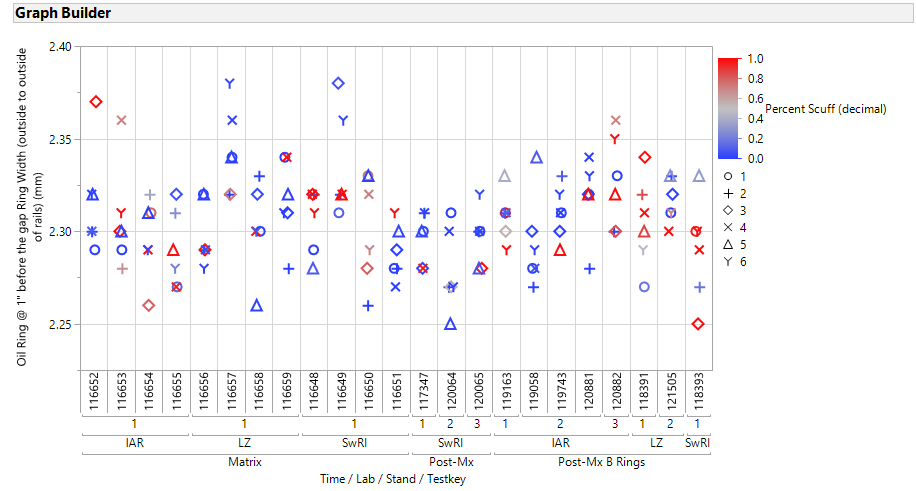 Graph Builder
Oil Ring @ 1" before the gap Ring Width (outside to outside
of rails) (mm)
2.40
2.35
2.30
2.25
1.0
0.8
0.6
0.4
0.2
0.0
Percent Scuff (decimal)
1
2
3
4
5
6
116652 116653 116654 116655 116656 116657 116658 116659 116648 116649 116650 116651 117347 120064 120065 119163 119058 119743 120881 120882 118391 121505 118393
1 1 1 1 2 3 1 2 3 1 2 1
IAR LZ SwRI SwRI IAR LZ SwRI
Matrix Post-Mx Post-Mx B Rings
Time / Lab / Stand / Testkey